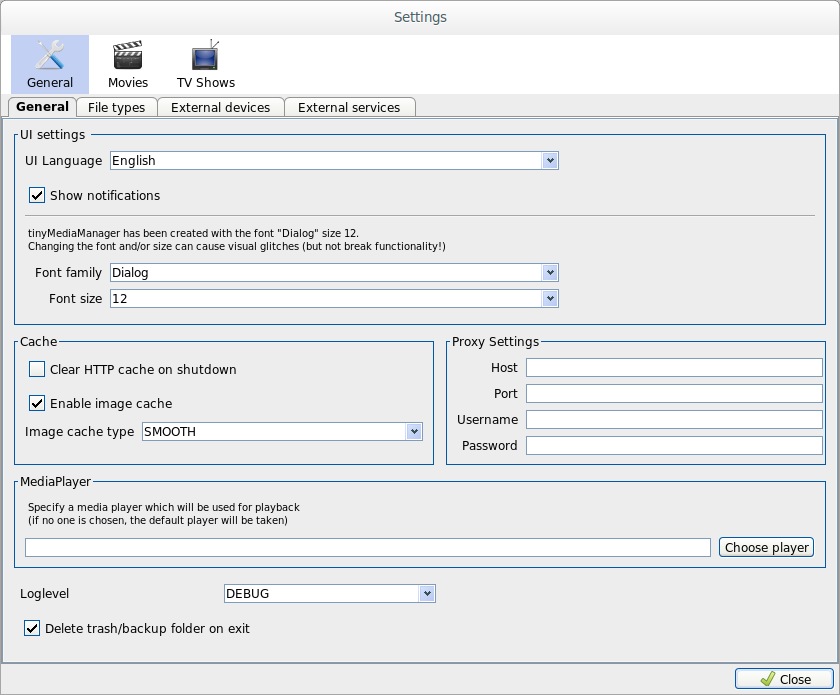 Settings
General Movies TV Shows
General File types External devices External services
UI settings
UI Language English
Show notifications
tinyMediaManager has been created with the font "Dialog" size 12.
Changing the font and/or size can cause visual glitches (but not break functionality!)
Font family Dialog
Font size 12
Cache
Clear HTTP cache on shutdown
Enable image cache
Image cache type SMOOTH
Proxy Settings
Host
Port
Username
Password
MediaPlayer
Specify a media player which will be used for playback
(if no one is chosen, the default player will be taken)
Choose player
Loglevel DEBUG
Delete trash/backup folder on exit
Close